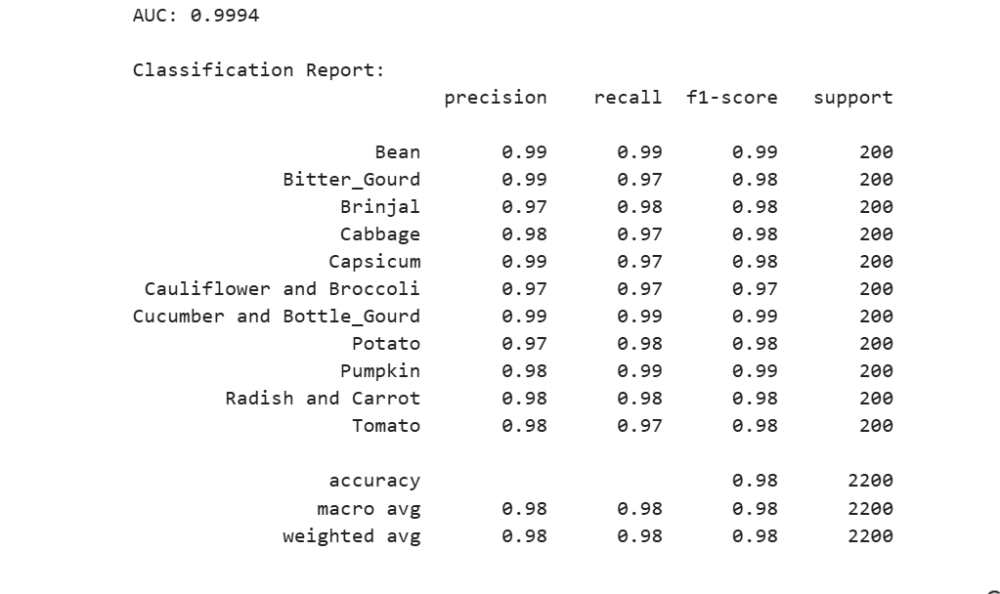 AUC: 0.9994
Classification Report:
precision recall f1-score support
Bean 0.99 0.99 0.99 200
Bitter_Gourd 0.99 0.97 0.98 200
Brinjal 0.97 0.98 0.98 200
Cabbage 0.98 0.97 0.98 200
Capsicum 0.99 0.97 0.98 200
Cauliflower and Broccoli 0.97 0.97 0.97 200
Cucumber and Bottle_Gourd 0.99 0.99 0.99 200
Potato 0.97 0.98 0.98 200
Pumpkin 0.98 0.99 0.99 200
Radish and Carrot 0.98 0.98 0.98 200
Tomato 0.98 0.97 0.98 200
accuracy 0.98 2200
macro avg 0.98 0.98 0.98 2200
weighted avg 0.98 0.98 0.98 2200